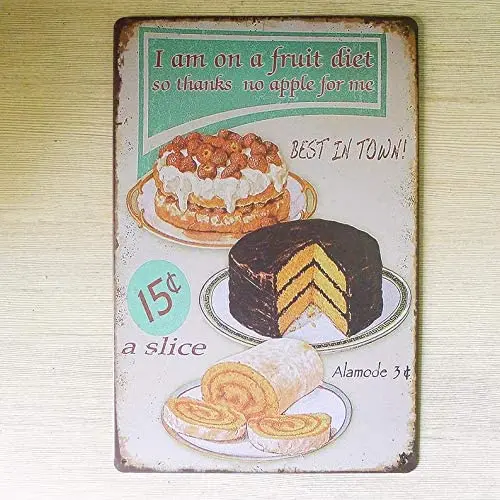 I am on a fruit diet
so thanks no apple for me
BEST IN TOWN!
15¢
a slice
Alamode 3¢